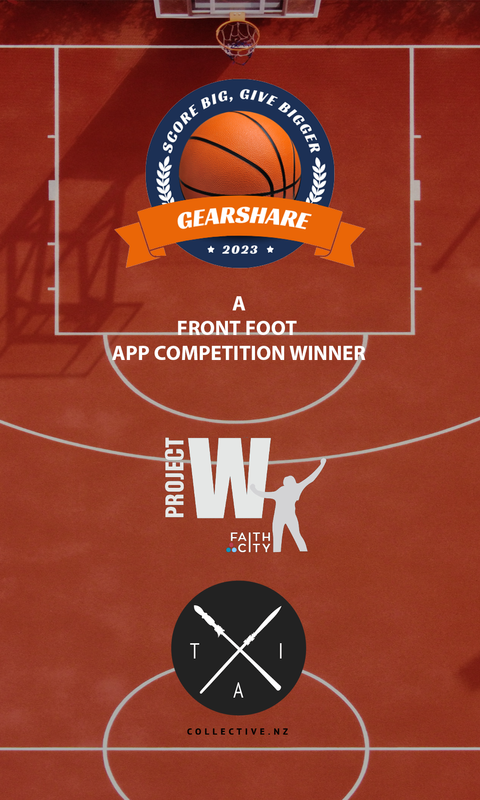 SCORE BIG, GIVE BIGGER
GEARSHARE
2023
A
FRONT FOOT
APP COMPETITION WINNER
PROJECT
W
FAITH
CITY
T I
A
COLLECTIVE.NZ